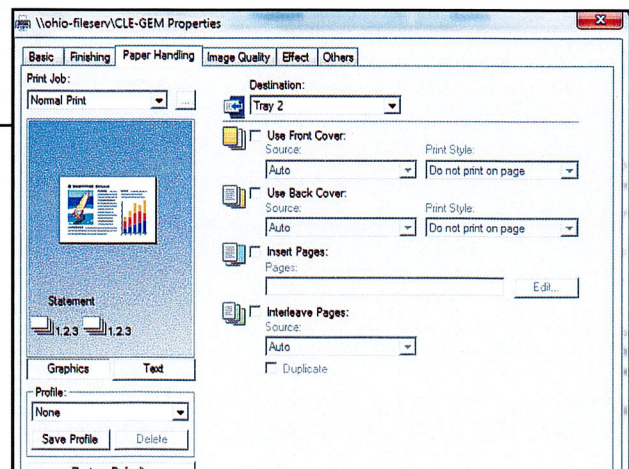 \\ohio-fileserv\CLE-GEM Properties
Basic Finishing Paper Handling Image Quality Effect Others
Print Job:
Normal Print
...
Statement
1.2.3 1.2.3
Graphics Text
Profile:
None
Save Profile Delete
Restore Defaults
Destination:
Tray 2
Use Front Cover:
Source: Print Style:
Auto Do not print on page
Use Back Cover:
Source: Print Style:
Auto Do not print on page
Insert Pages:
Pages:
Edit...
Interleave Pages:
Source:
Auto
Duplicate